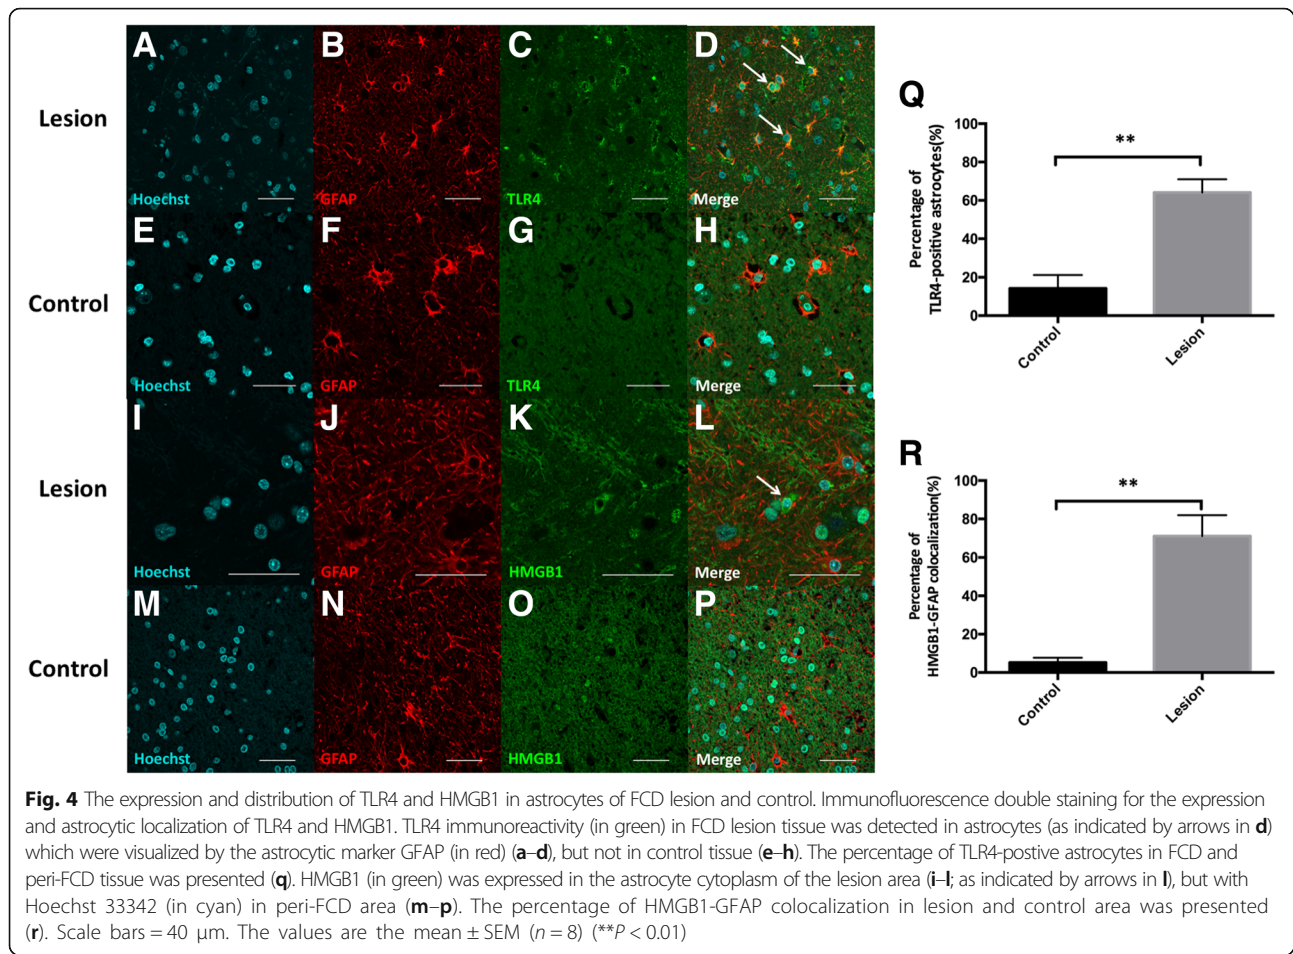 A B C D
Lesion
Hoechst GFAP TLR4 Merge
E F G H
Control
Hoechst GFAP TLR4 Merge
I J K L
Lesion
Hoechst GFAP HMGB1 Merge
M N O P
Control
Hoechst GFAP HMGB1 Merge
Q
Percentage of
TLR4-positive astrocytes(%)
100
80
60
40
20
0
**
Control
Lesion
R
Percentage of
HMGB1-GFAP colocalization(%)
100
80
60
40
20
0
**
Control
Lesion
Fig. 4 The expression and distribution of TLR4 and HMGB1 in astrocytes of FCD lesion and control. Immunofluorescence double staining for the expression
and astrocytic localization of TLR4 and HMGB1. TLR4 immunoreactivity (in green) in FCD lesion tissue was detected in astrocytes (as indicated by arrows in d)
which were visualized by the astrocytic marker GFAP (in red) (a–d), but not in control tissue (e–h). The percentage of TLR4-postive astrocytes in FCD and
peri-FCD tissue was presented (q). HMGB1 (in green) was expressed in the astrocyte cytoplasm of the lesion area (i–l; as indicated by arrows in l), but with
Hoechst 33342 (in cyan) in peri-FCD area (m–p). The percentage of HMGB1-GFAP colocalization in lesion and control area was presented
(r). Scale bars = 40 μm. The values are the mean ± SEM (n = 8) (**P < 0.01)